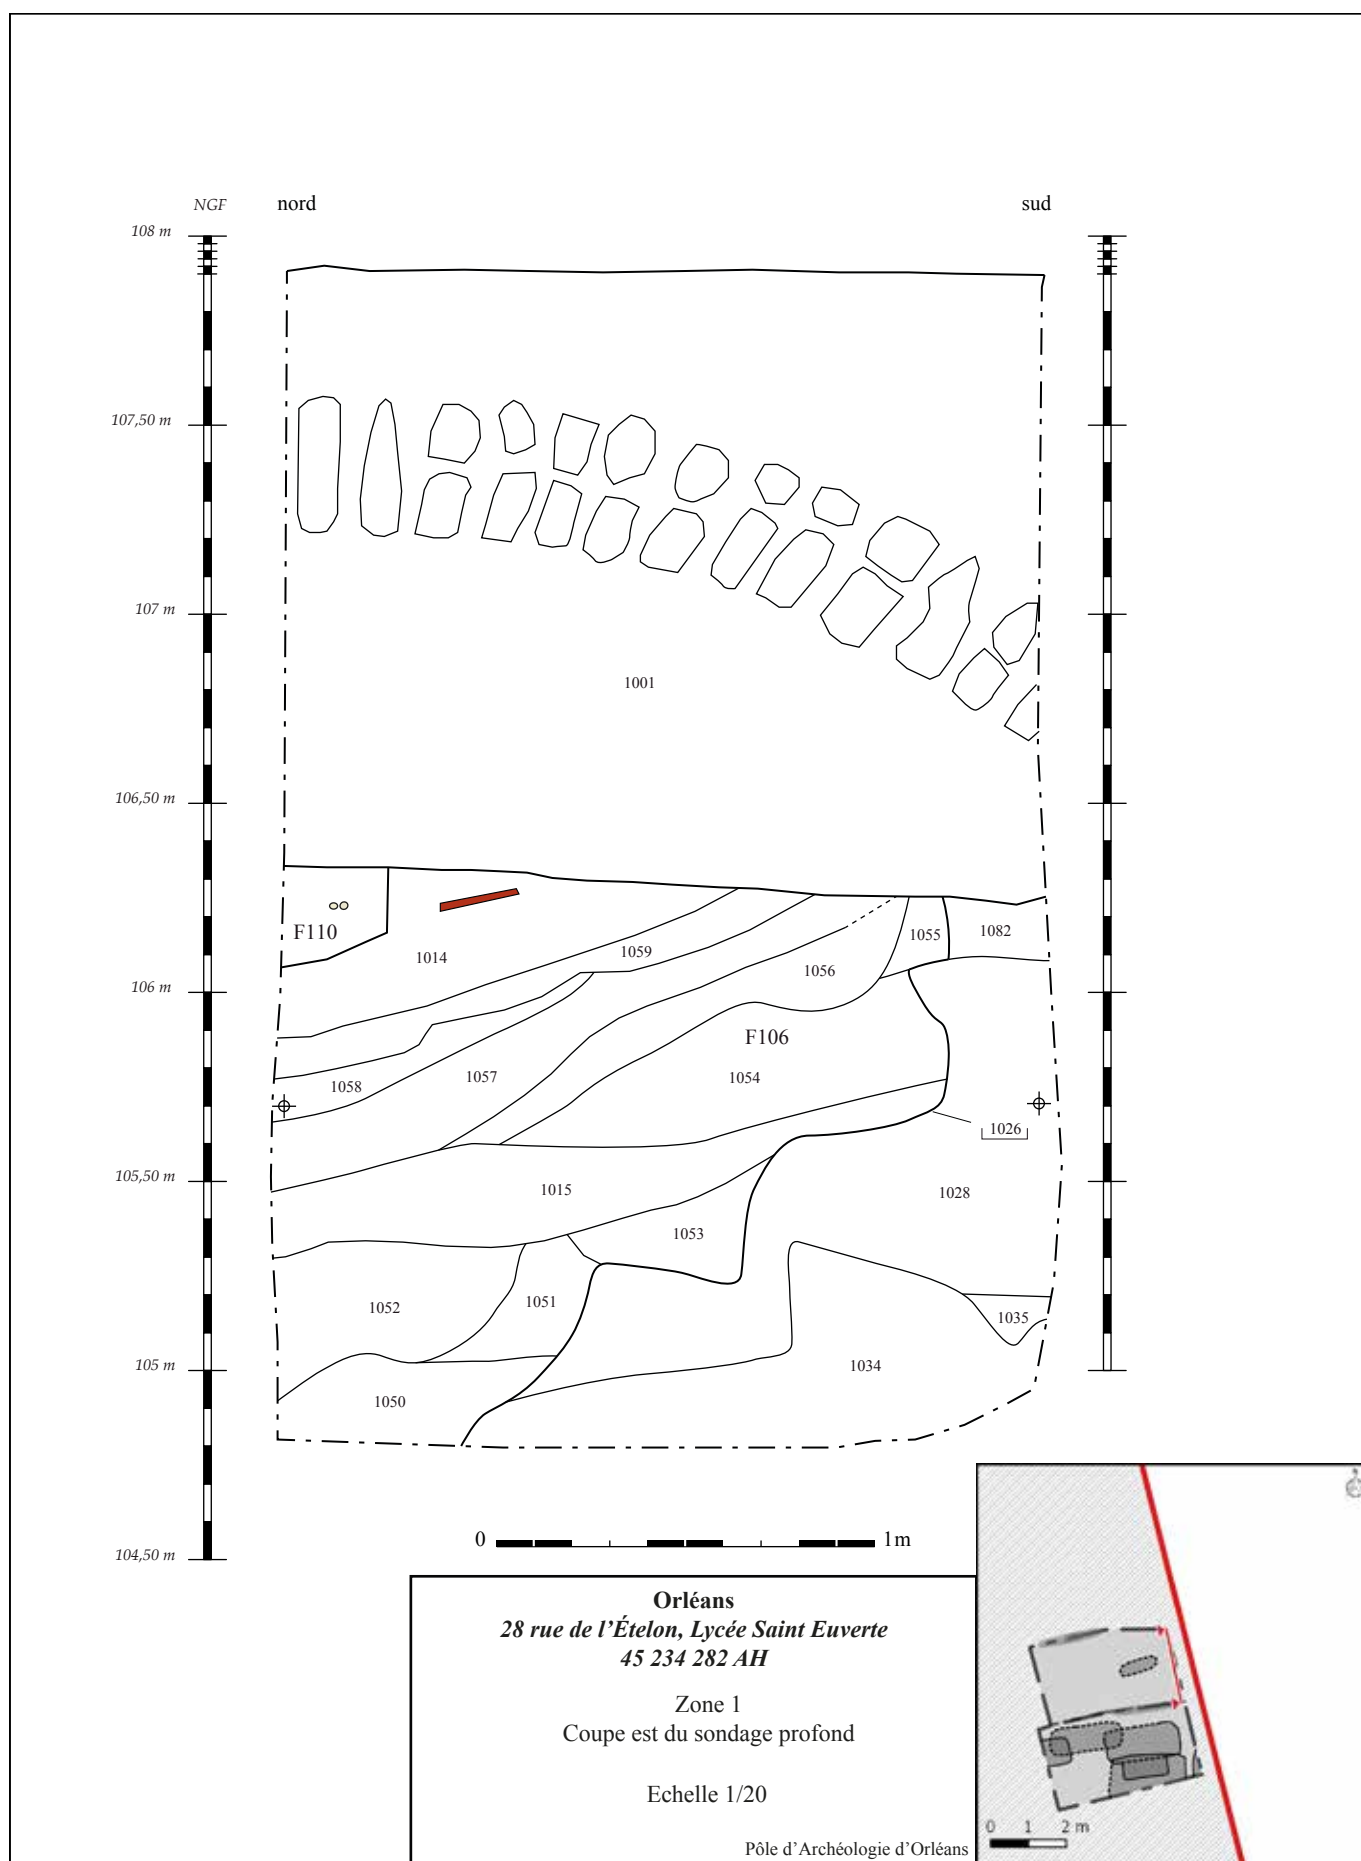 NGF
nord
sud
108 m
107,50 m
107 m
1001
106,50 m
F110
1014
1059
1055
1082
1056
106 m
F106
1058
1057
1054
1026
105,50 m
1015
1028
1053
1052
1051
1035
105 m
1034
1050
104,50 m
0 1m
Orléans
28 rue de l'Ételon, Lycée Saint Euverte
45 234 282 AH
Zone 1
Coupe est du sondage profond
Echelle 1/20
Pôle d'Archéologie d'Orléans
0 1 2 m